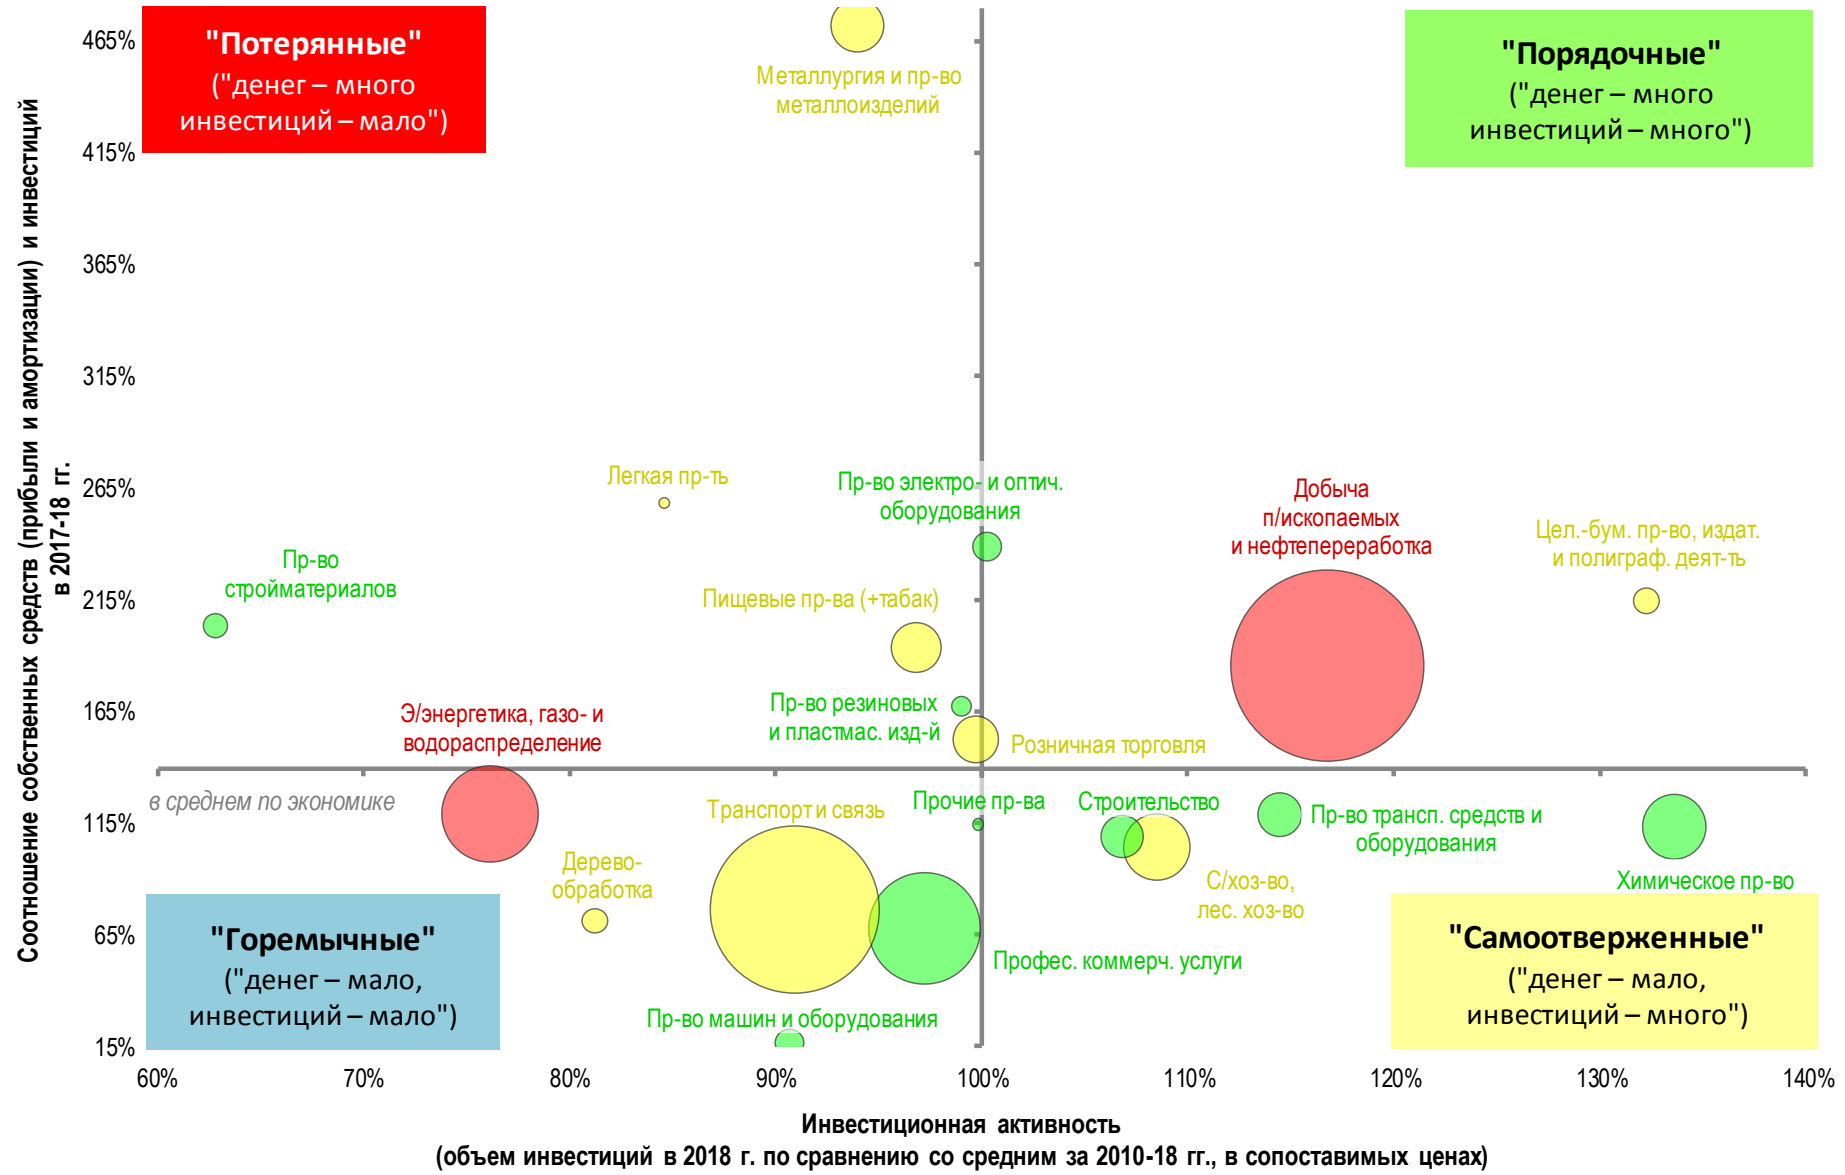 Соотношение собственных средств (прибыли и амортизации) и инвестиций
в 2017-18 гг.
465%
415%
365%
315%
265%
215%
165%
115%
65%
15%
"Потерянные"
("денег – много
инвестиций – мало")
"Порядочные"
("денег – много
инвестиций – много")
Металлургия и пр-во
металлоизделий
Легкая пр-ть
Пр-во электро- и оптич.
оборудования
Добыча
п/ископаемых
и нефтепереработка
Цел.-бум. пр-во, издат.
и полиграф. деят-ть
Пр-во
стройматериалов
Пищевые пр-ва (+табак)
Пр-во резиновых
и пластмас. изд-й
Розничная торговля
Э/энергетика, газо- и
водораспределение
в среднем по экономике
Транспорт и связь
Прочие пр-ва
Строительство
Пр-во трансп. средств и
оборудования
Дерево-
обработка
С/хоз-во,
лес. хоз-во
Химическое пр-во
Профес. коммерч. услуги
Пр-во машин и оборудования
"Горемычные"
("денег – мало,
инвестиций – мало")
"Самоотверженные"
("денег – мало,
инвестиций – много")
60%
70%
80%
90%
100%
110%
120%
130%
140%
Инвестиционная активность
(объем инвестиций в 2018 г. по сравнению со средним за 2010-18 гг., в сопоставимых ценах)